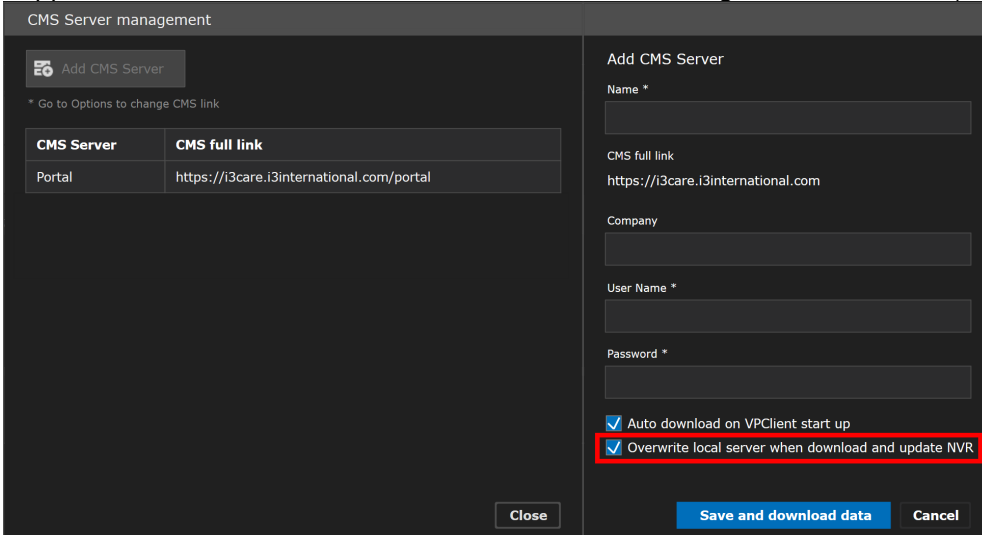 CMS Server management
Add CMS Server
* Go to Options to change CMS link
CMS Server CMS full link
Portal https://i3care.i3international.com/portal
Close
Add CMS Server
Name *
CMS full link
https://i3care.i3international.com
Company
User Name *
Password *
Auto download on VPClient start up
Overwrite local server when download and update NVR
Save and download data Cancel